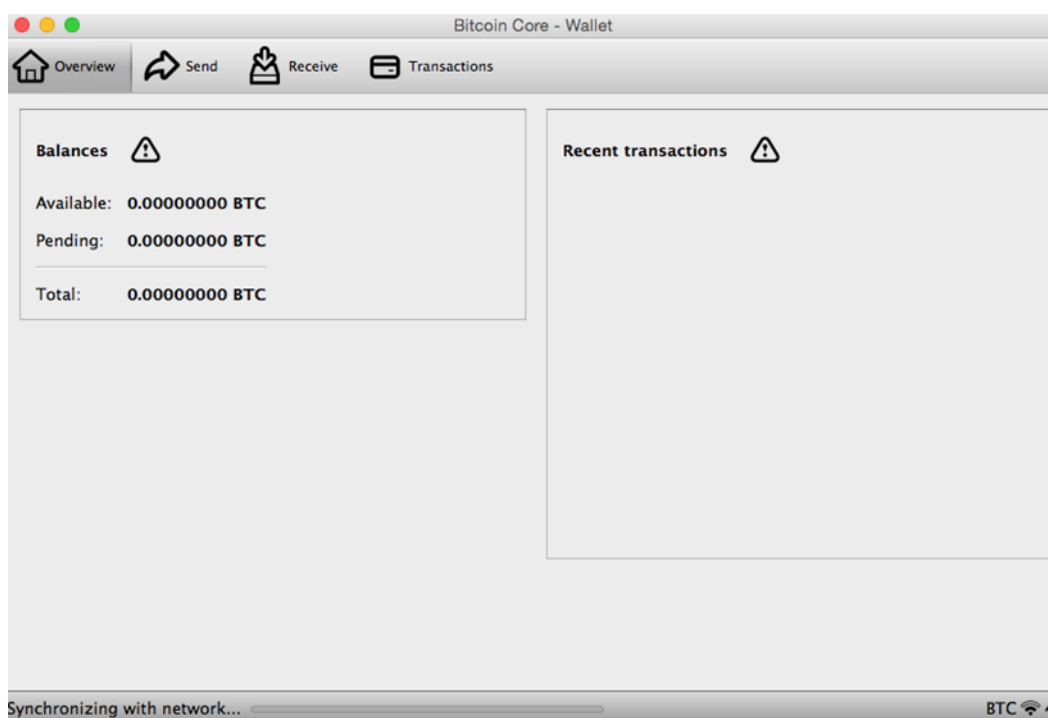 Bitcoin Core - Wallet
Overview Send Receive Transactions
Balances
Available: 0.00000000 BTC
Pending: 0.00000000 BTC
Total: 0.00000000 BTC
Recent transactions
Synchronizing with network...
BTC